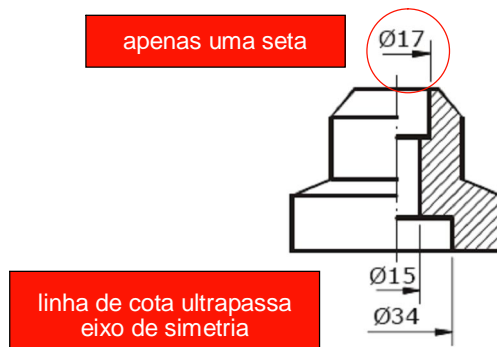 apenas uma seta
Ø17
Ø15
linha de cota ultrapassa
eixo de simetria
Ø34